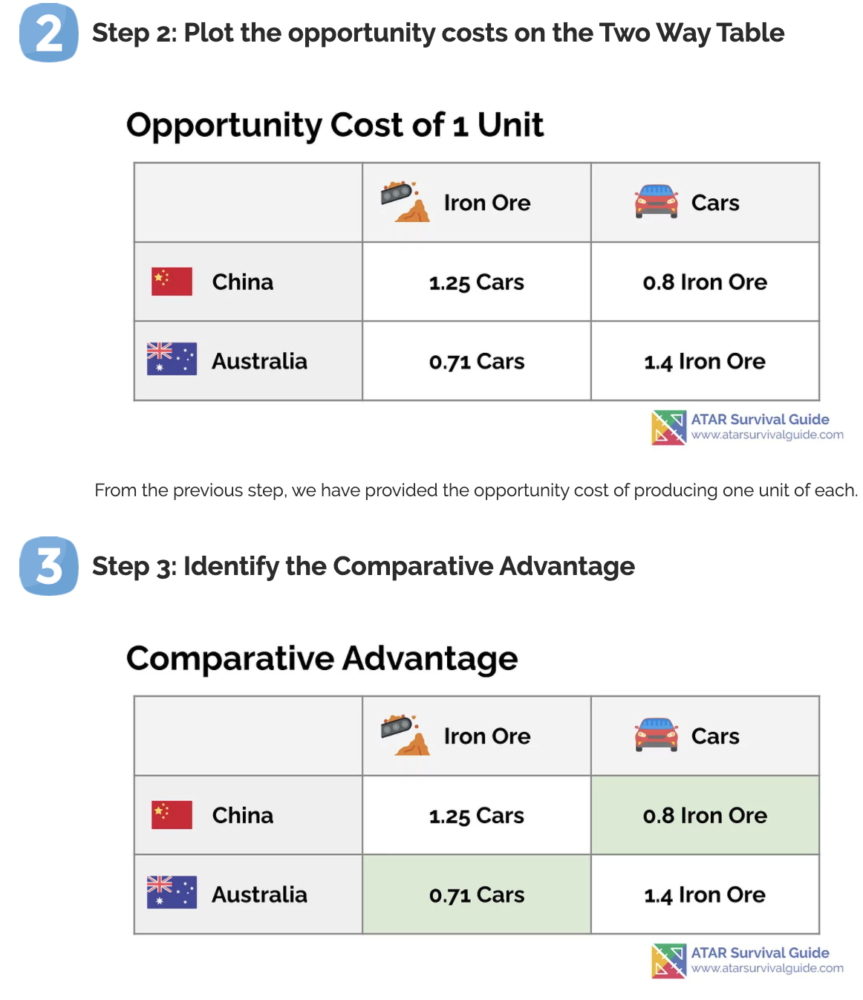 2
Step 2: Plot the opportunity costs on the Two Way Table
Opportunity Cost of 1 Unit
Iron Ore
Cars
China
1.25 Cars
0.8 Iron Ore
Australia
0.71 Cars
1.4 Iron Ore
ATAR Survival Guide
www.atarsurvivalguide.com
From the previous step, we have provided the opportunity cost of producing one unit of each.
3
Step 3: Identify the Comparative Advantage
Comparative Advantage
Iron Ore
Cars
China
1.25 Cars
0.8 Iron Ore
Australia
0.71 Cars
1.4 Iron Ore
ATAR Survival Guide
www.atarsurvivalguide.com